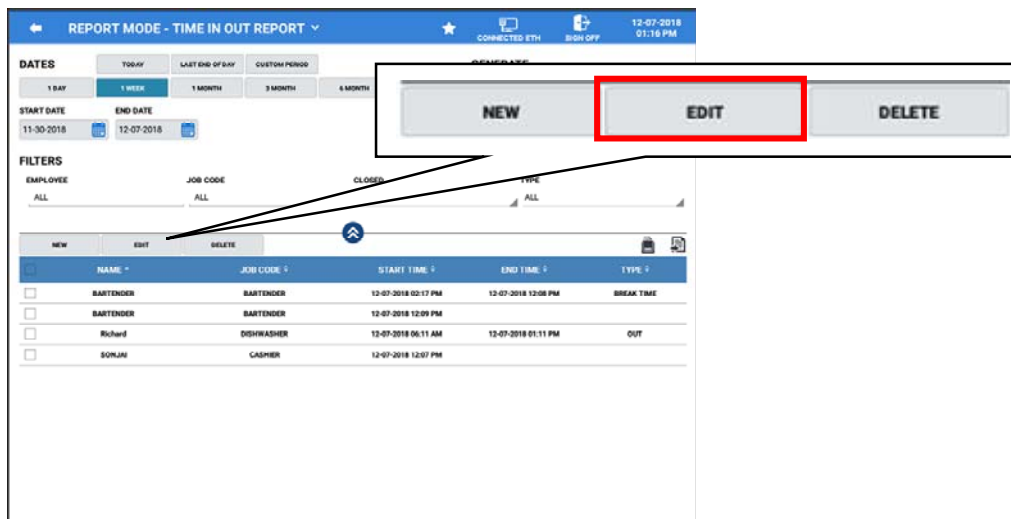 REPORT MODE - TIME IN OUT REPORT
CONNECTED ETH
SIGN OFF
12-07-2018
01:16 PM
DATES
TODAY LAST END OF DAY CUSTOM PERIOD
GENERATE
1 DAY 1 WEEK 1 MONTH 3 MONTH 6 MONTH
START DATE END DATE
11-30-2018 12-07-2018
NEW EDIT DELETE
FILTERS
EMPLOYEE JOB CODE CLOSED TYPE
ALL ALL ALL
NEW EDIT DELETE
NAME JOB CODE START TIME END TIME TYPE
BARTENDER BARTENDER 12-07-2018 02:17 PM 12-07-2018 12:08 PM BREAK TIME
BARTENDER BARTENDER 12-07-2018 12:09 PM
Richard DISHWASHER 12-07-2018 06:11 AM 12-07-2018 01:11 PM OUT
SONJAI CASHIER 12-07-2018 12:07 PM